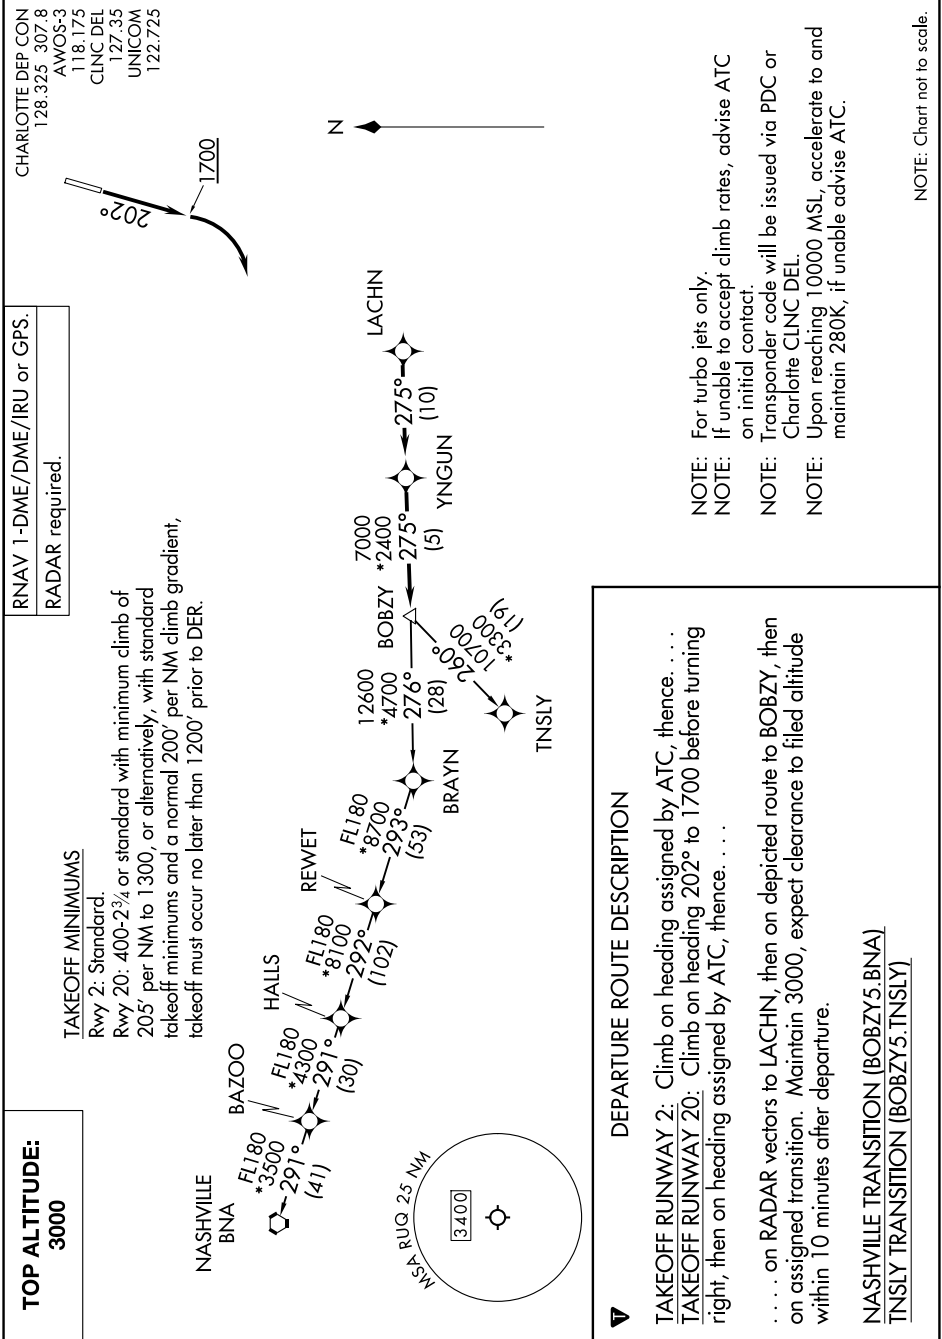 TOP ALTITUDE:
3000
RNAV 1-DME/DME/IRU or GPS.
RADAR required.
CHARLOTTE DEP CON
128.325 307.8
AWOS-3
118.175
CLNC DEL
127.35
UNICOM
122.725
TAKEOFF MINIMUMS
Rwy 2: Standard.
Rwy 20: 400-2¾ or standard with minimum climb of
205' per NM to 1300, or alternatively, with standard
takeoff minimums and a normal 200' per NM climb gradient,
takeoff must occur no later than 1200' prior to DER.
202°
1700
N
NASHVILLE
BNA
FL180
*3500
291°
(41)
BAZOO
FL180
*4300
291°
(30)
HALLS
FL180
*8100
292°
(102)
REWET
FL180
*8700
293°
(53)
BRAYN
12600
*4700
276°
(28)
BOBZY
7000
*2400
275°
(5)
YNGUN
275°
(10)
LACHN
260°
10700
*3300
(19)
TNSLY
MSA RUQ 25 NM
3400
NOTE: For turbo jets only.
NOTE: If unable to accept climb rates, advise ATC
on initial contact.
NOTE: Transponder code will be issued via PDC or
Charlotte CLNC DEL.
NOTE: Upon reaching 10000 MSL, accelerate to and
maintain 280K, if unable advise ATC.
NOTE: Chart not to scale.
T
DEPARTURE ROUTE DESCRIPTION
TAKEOFF RUNWAY 2: Climb on heading assigned by ATC, thence. . . .
TAKEOFF RUNWAY 20: Climb on heading 202° to 1700 before turning
right, then on heading assigned by ATC, thence. . . .
. . . . on RADAR vectors to LACHN, then on depicted route to BOBZY, then
on assigned transition. Maintain 3000, expect clearance to filed altitude
within 10 minutes after departure.
NASHVILLE TRANSITION (BOBZY5.BNA)
TNSLY TRANSITION (BOBZY5.TNSLY)